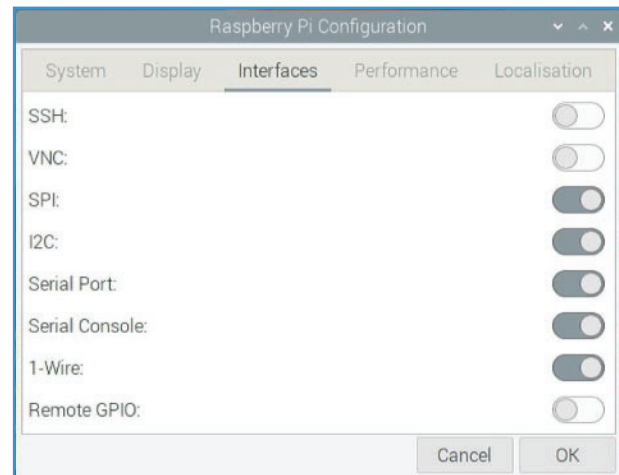 Raspberry Pi Configuration
System Display Interfaces Performance Localisation
SSH:
VNC:
SPI:
I2C:
Serial Port:
Serial Console:
1-Wire:
Remote GPIO:
Cancel OK